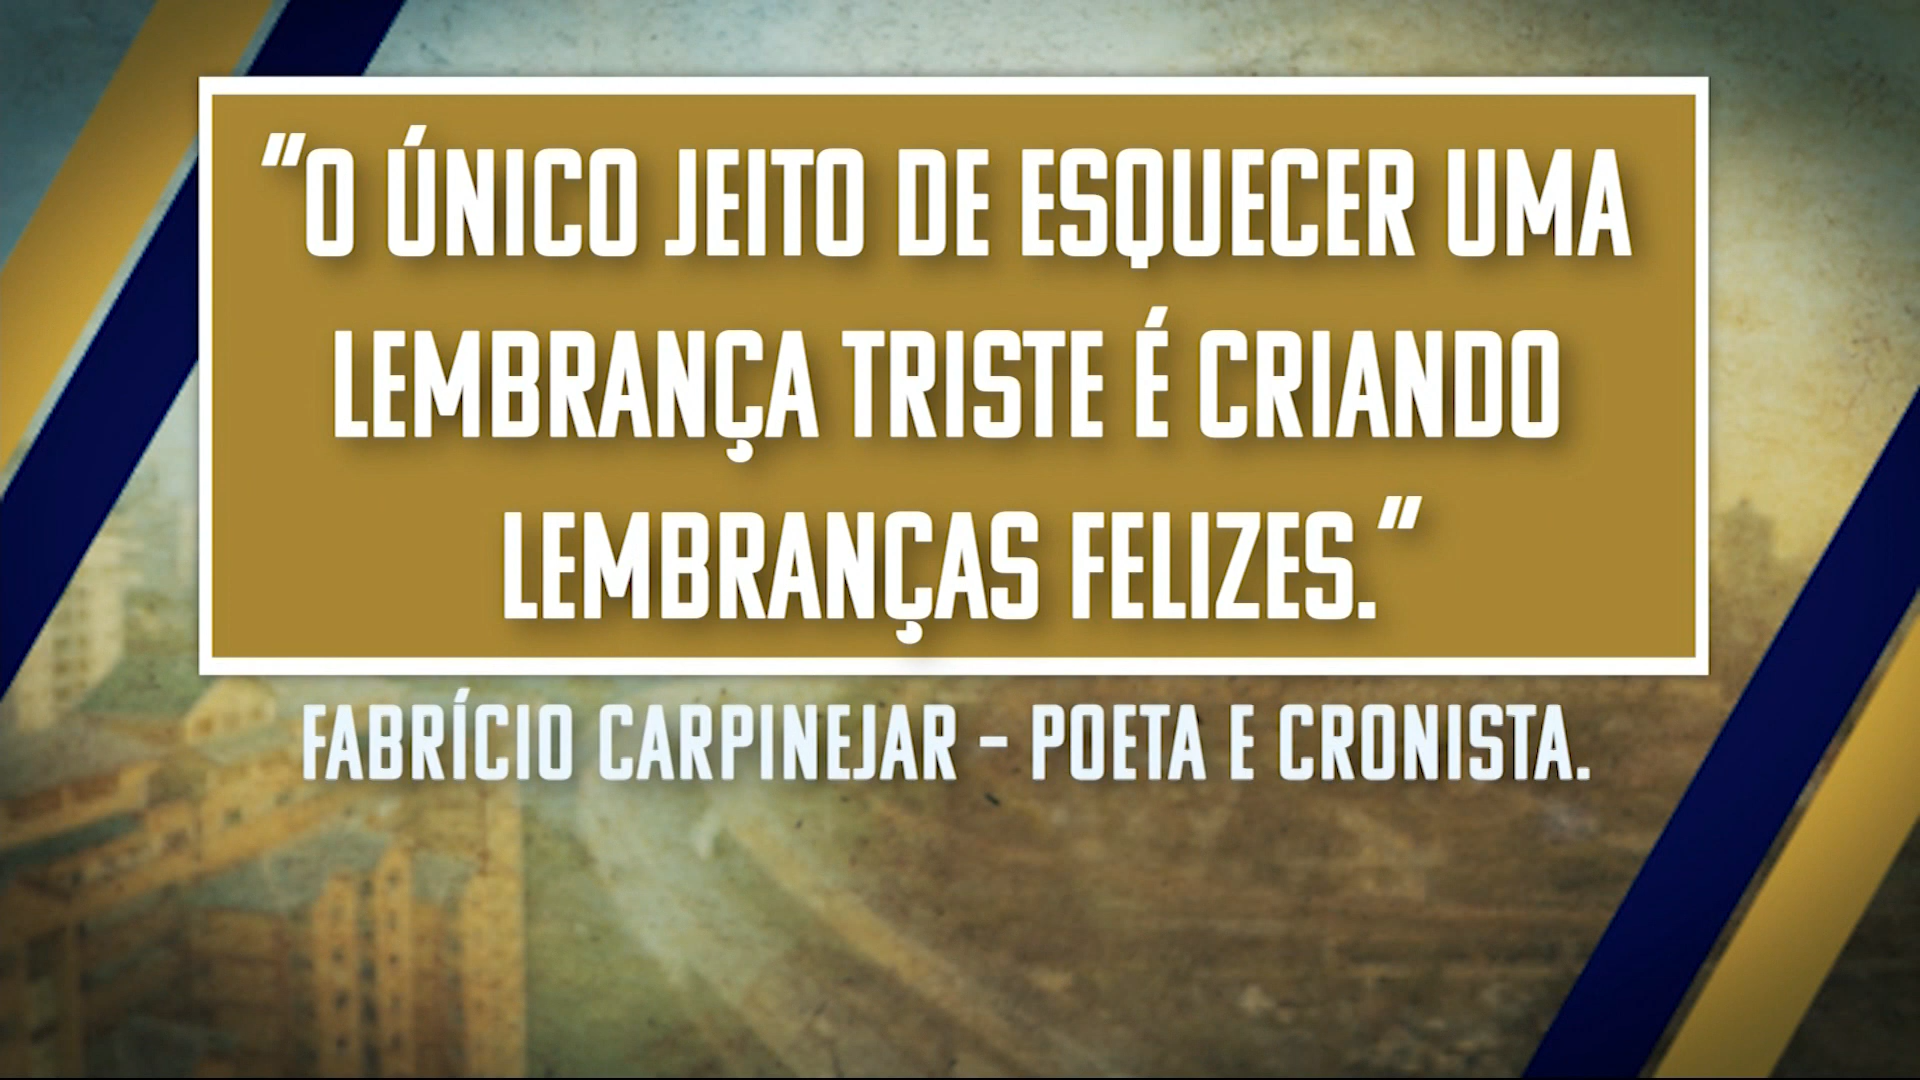 "O ÚNICO JEITO DE ESQUECER UMA
LEMBRANÇA TRISTE É CRIANDO
LEMBRANÇAS FELIZES."
FABRÍCIO CARPINEJAR - POETA E CRONISTA.